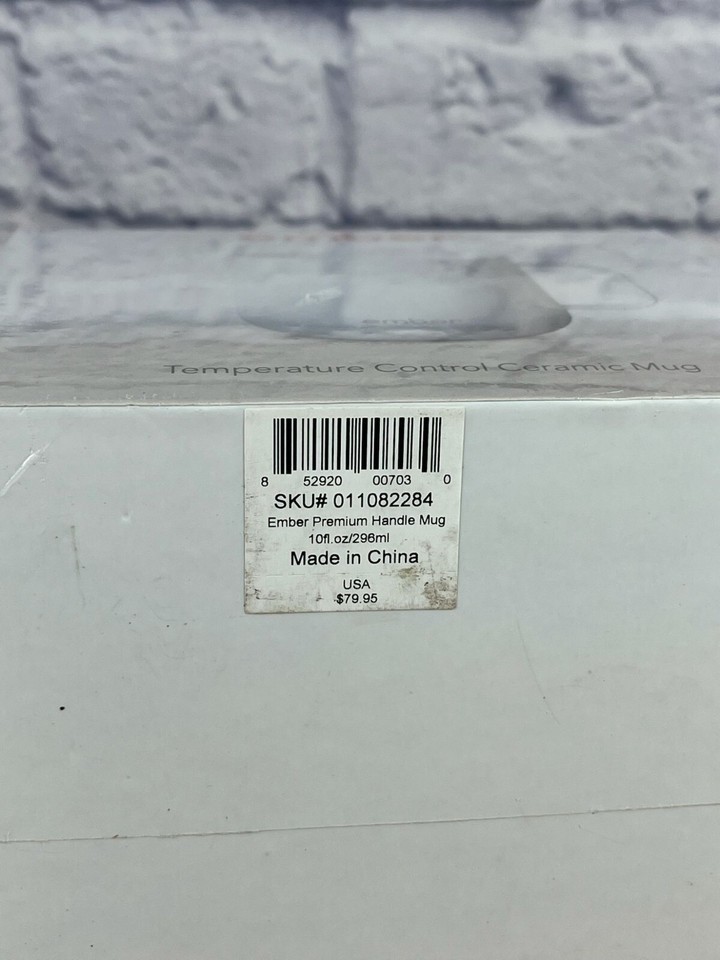 ember
Temperature Control Ceramic Mug
8 52920 00703 0
SKU# 011082284
Ember Premium Handle Mug
10fl.oz/296ml
Made in China
USA
$79.95